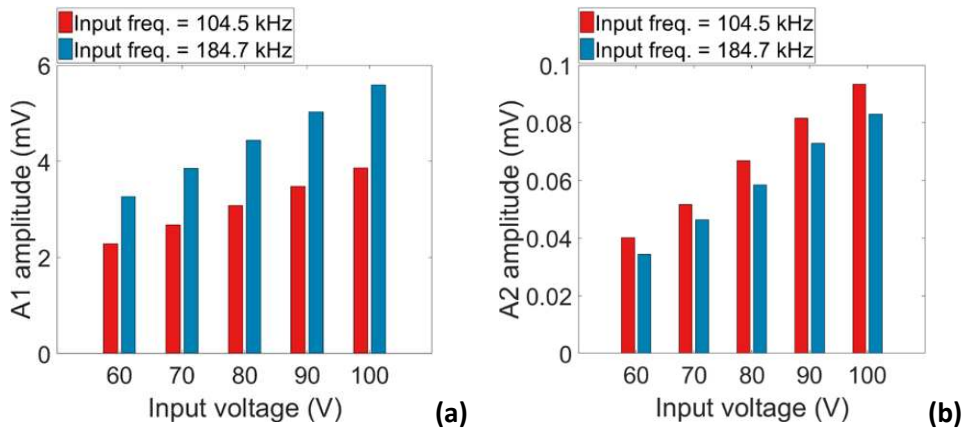 Input freq. = 104.5 kHz
Input freq. = 184.7 kHz
6
4
2
0
A1 amplitude (mV)
60 70 80 90 100
Input voltage (V)
(a)
Input freq. = 104.5 kHz
Input freq. = 184.7 kHz
0.1
0.08
0.06
0.04
0.02
0
A2 amplitude (mV)
60 70 80 90 100
Input voltage (V)
(b)